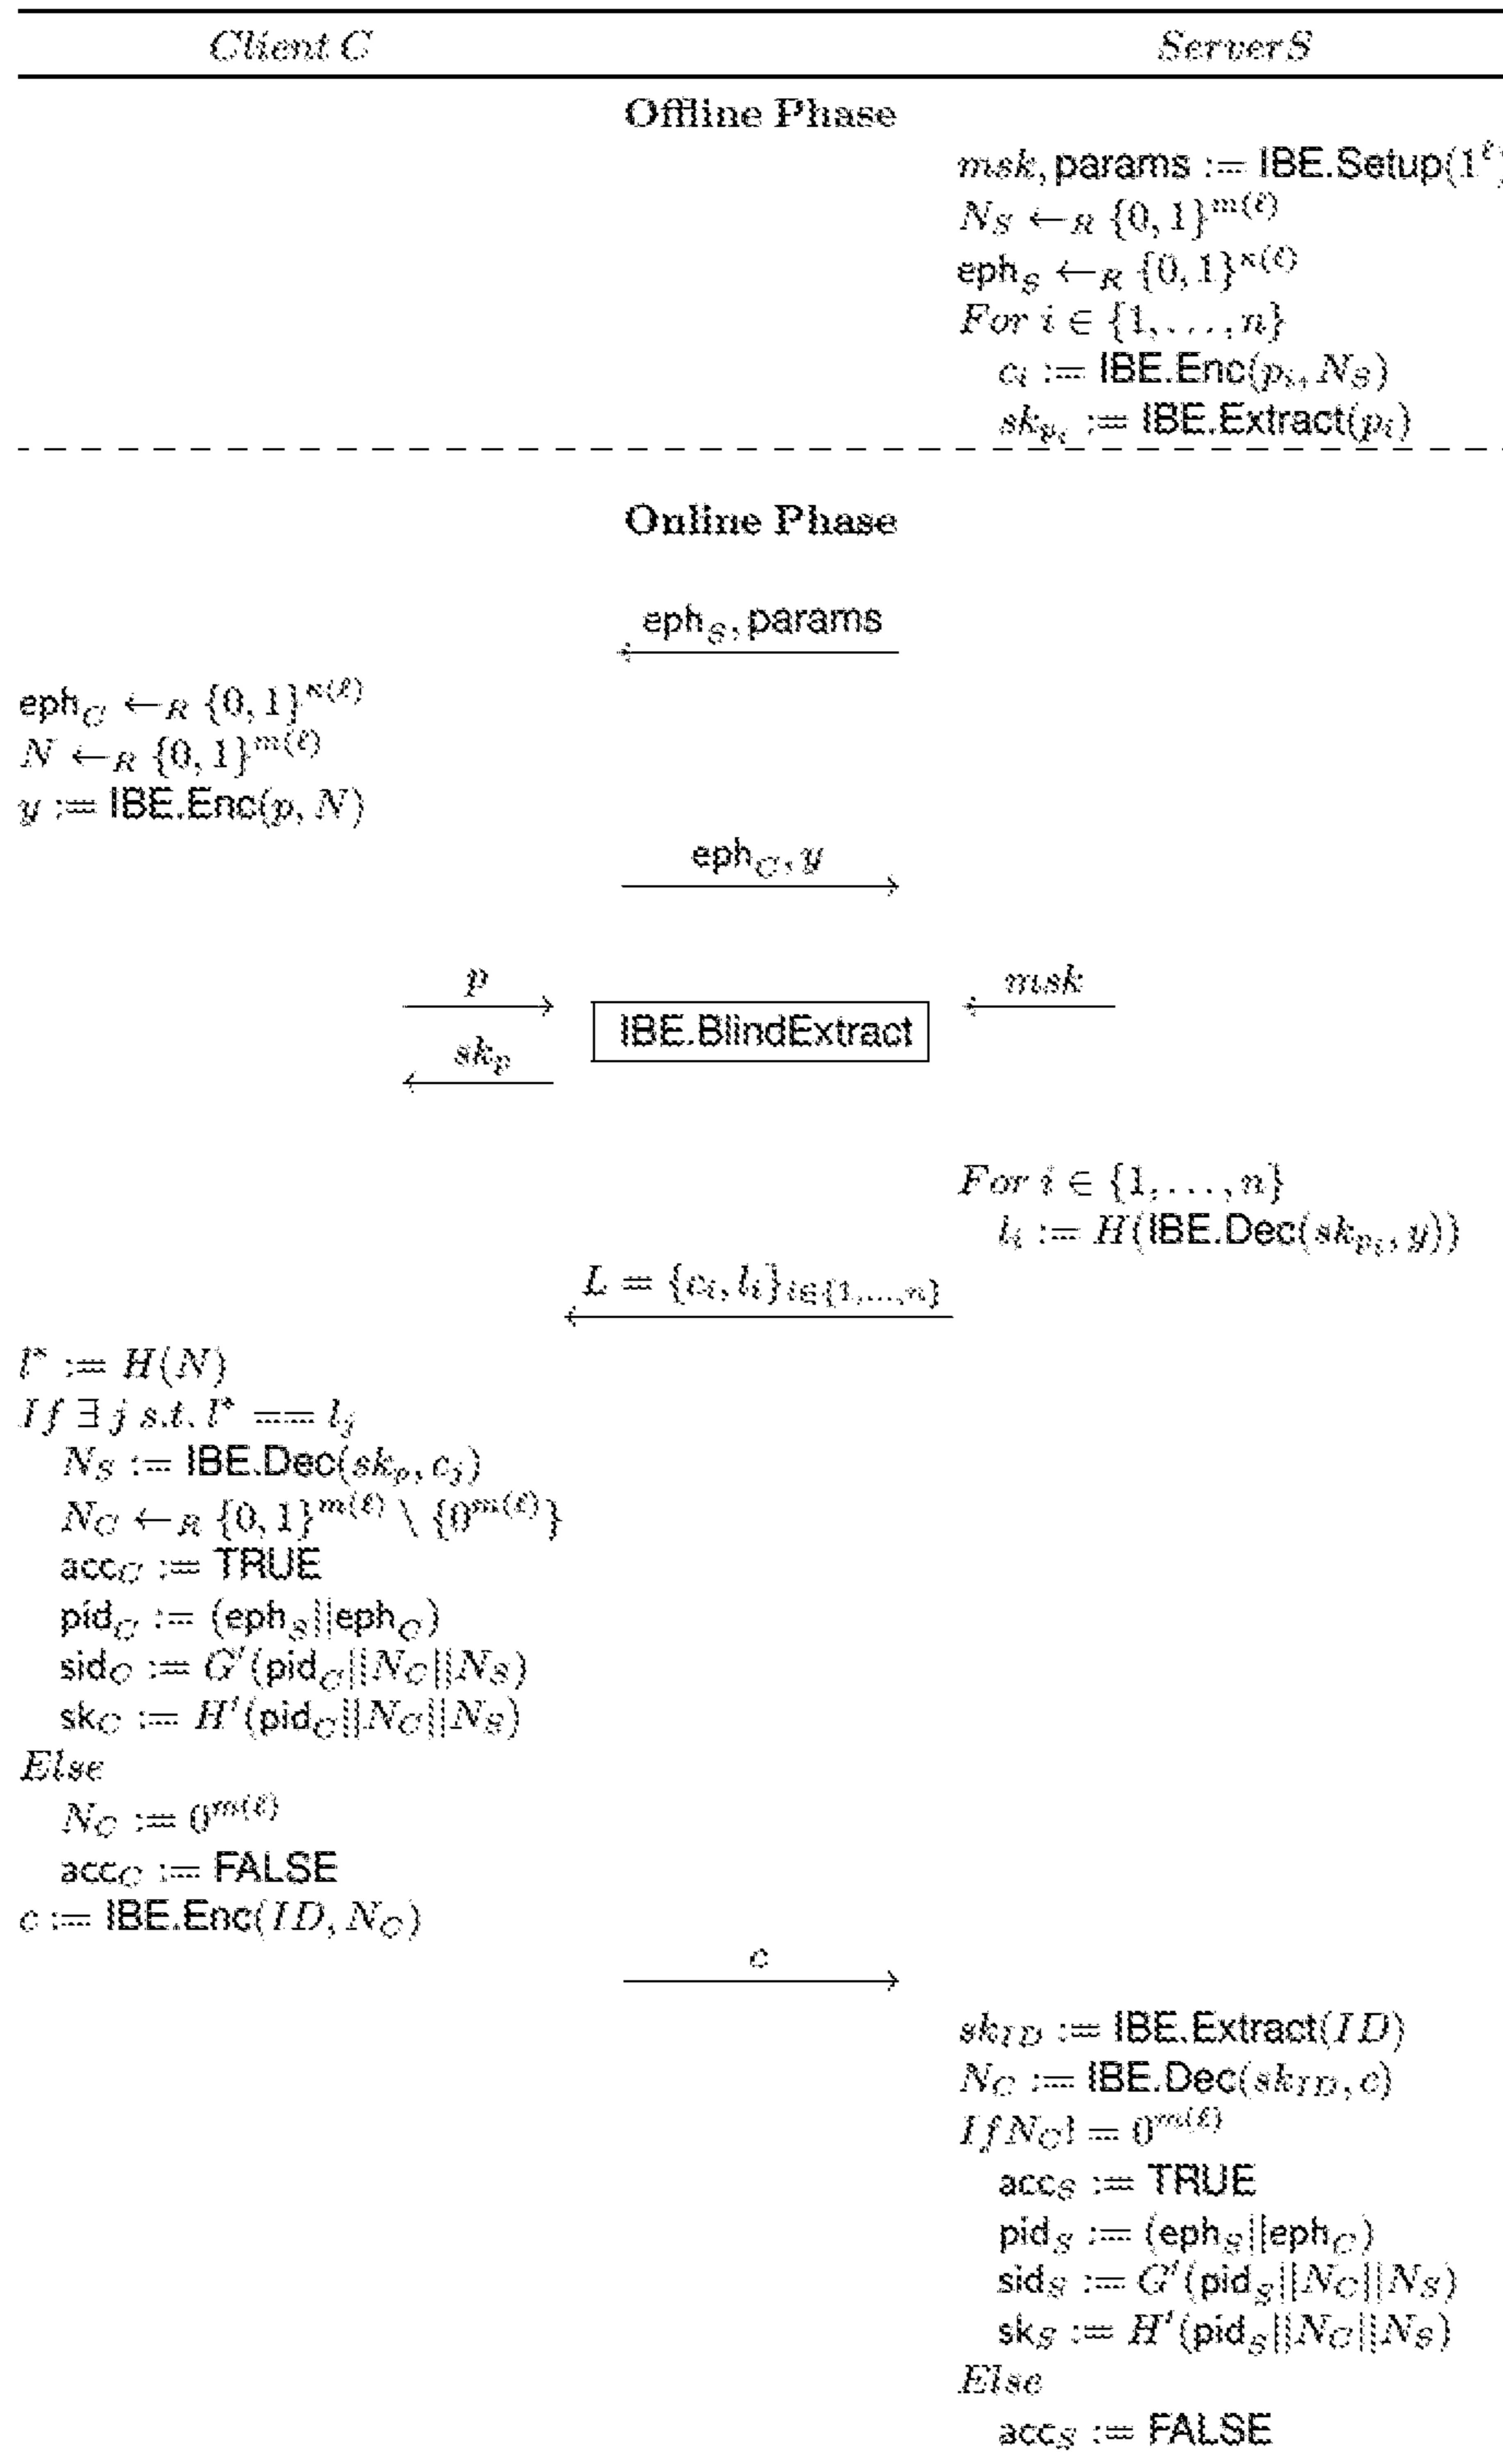 Client C Server S
Offline Phase
msk, params := IBE.Setup(1^ℓ)
N_S ←_R {0, 1}^{m(ℓ)}
eph_S ←_R {0, 1}^{κ(ℓ)}
For i ∈ {1, . . . , n}
c_i := IBE.Enc(p_i, N_S)
sk_{p_i} := IBE.Extract(p_i)
Online Phase
eph_S, params
eph_C ←_R {0, 1}^{κ(ℓ)}
N ←_R {0, 1}^{m(ℓ)}
y := IBE.Enc(p, N)
eph_C, y
p msk
IBE.BlindExtract
sk_p
For i ∈ {1, . . . , n}
l_i := H(IBE.Dec(sk_{p_i}, y))
L = {c_i, l_i}_{i∈{1,...,n}}
l* := H(N)
If ∃ j s.t. l* == l_j
N_S := IBE.Dec(sk_p, c_j)
N_C ←_R {0, 1}^{m(ℓ)} \ {0^{m(ℓ)}}
acc_C := TRUE
pid_C := (eph_S||eph_C)
sid_C := G'(pid_C||N_C||N_S)
sk_C := H'(pid_C||N_C||N_S)
Else
N_C := 0^{m(ℓ)}
acc_C := FALSE
c := IBE.Enc(ID, N_C)
c
sk_{ID} := IBE.Extract(ID)
N_C := IBE.Dec(sk_{ID}, c)
If N_C! = 0^{m(ℓ)}
acc_S := TRUE
pid_S := (eph_S||eph_C)
sid_S := G'(pid_S||N_C||N_S)
sk_S := H'(pid_S||N_C||N_S)
Else
acc_S := FALSE